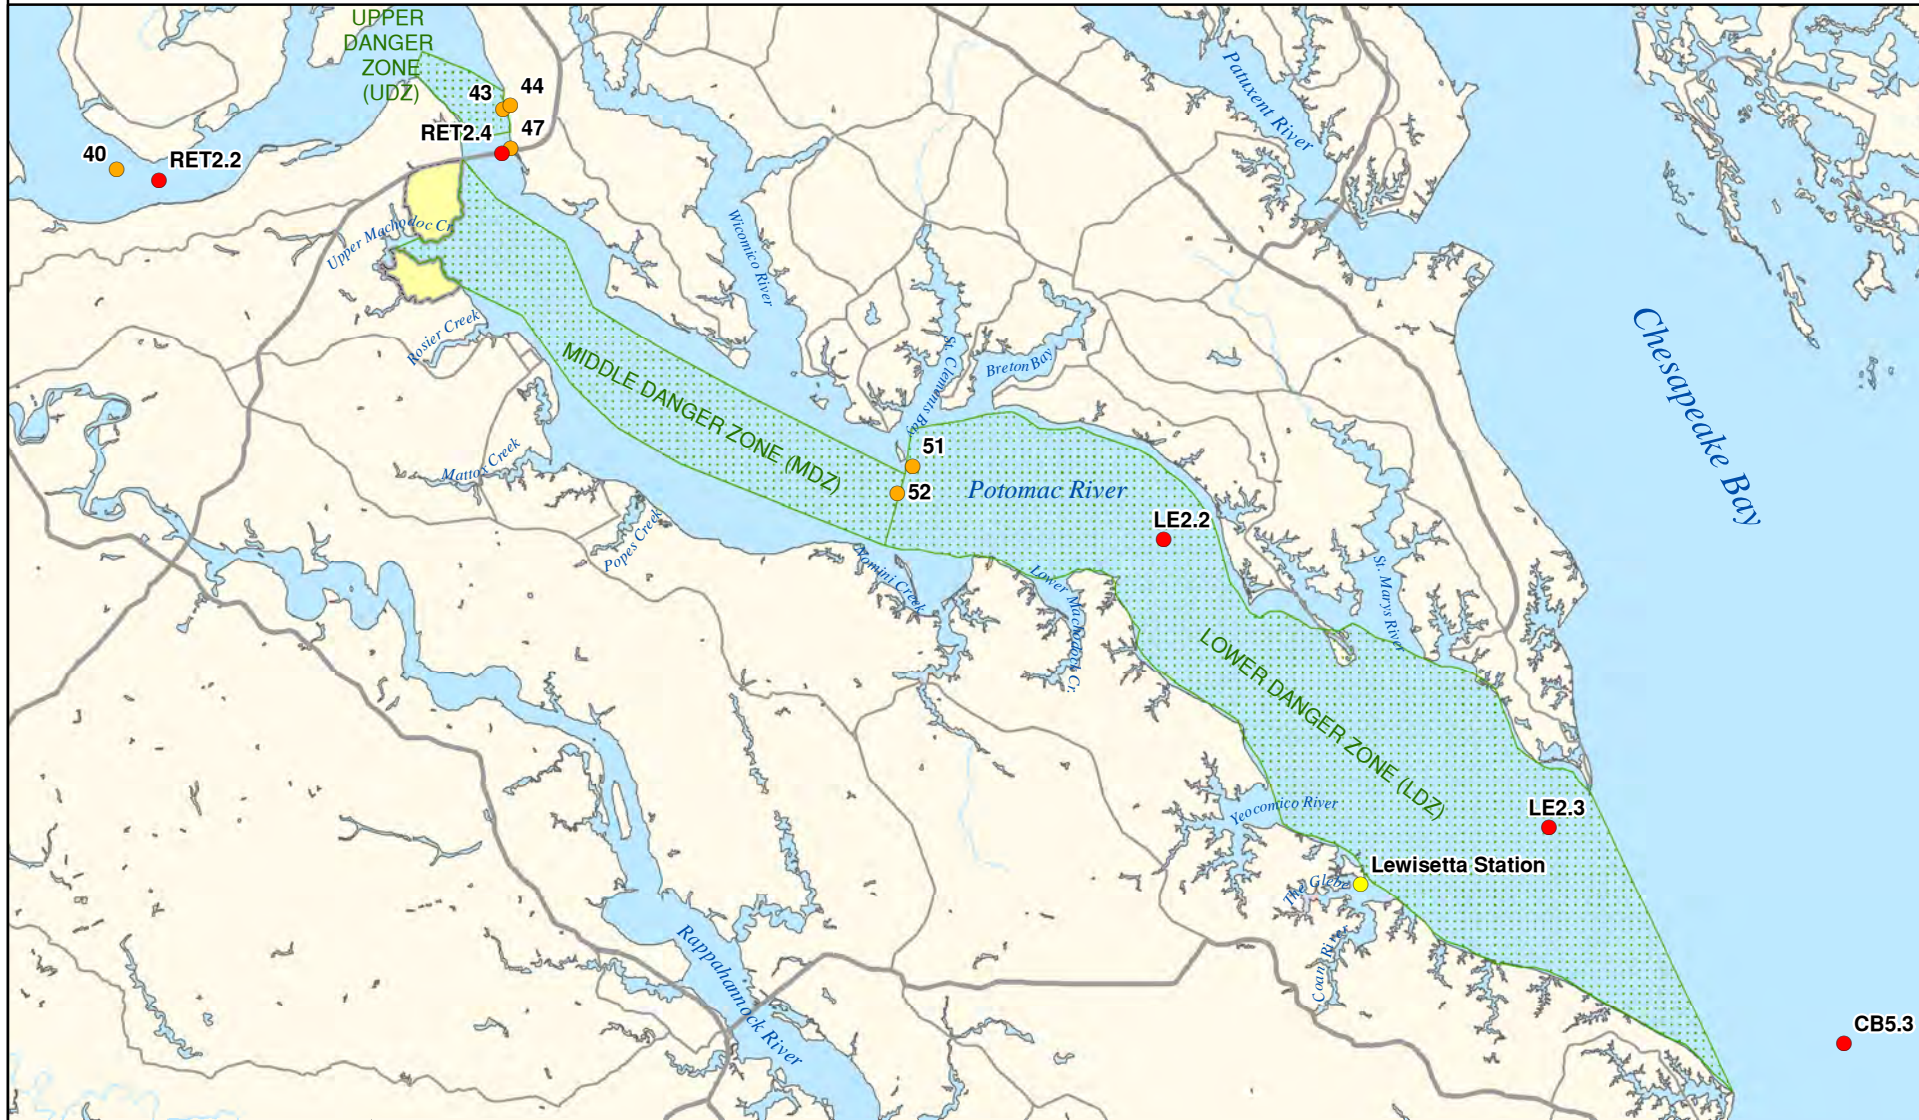 UPPER
DANGER
ZONE
(UDZ)
43
44
47
RET2.4
40
RET2.2
Patuxent River
Upper Machodoc Cr.
Wicomico River
Rosier Creek
St. Clements Bay
Breton Bay
Chesapeake Bay
MIDDLE DANGER ZONE (MDZ)
Mattox Creek
51
52
Potomac River
LE2.2
Popes Creek
Nomini Creek
Lower Machodoc Cr.
St. Marys River
LOWER DANGER ZONE (LDZ)
Yeocomico River
LE2.3
Lewisetta Station
The Glebe
Coan River
Rappahannock River
CB5.3